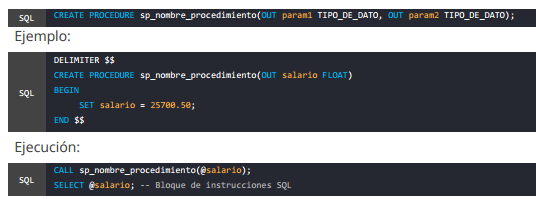 SQL
CREATE PROCEDURE sp_nombre_procedimiento(OUT param1 TIPO_DE_DATO, OUT param2 TIPO_DE_DATO);
Ejemplo:
SQL
DELIMITER $$
CREATE PROCEDURE sp_nombre_procedimiento(OUT salario FLOAT)
BEGIN
SET salario = 25700.50;
END $$
Ejecución:
SQL
CALL sp_nombre_procedimiento(@salario);
SELECT @salario; -- Bloque de instrucciones SQL